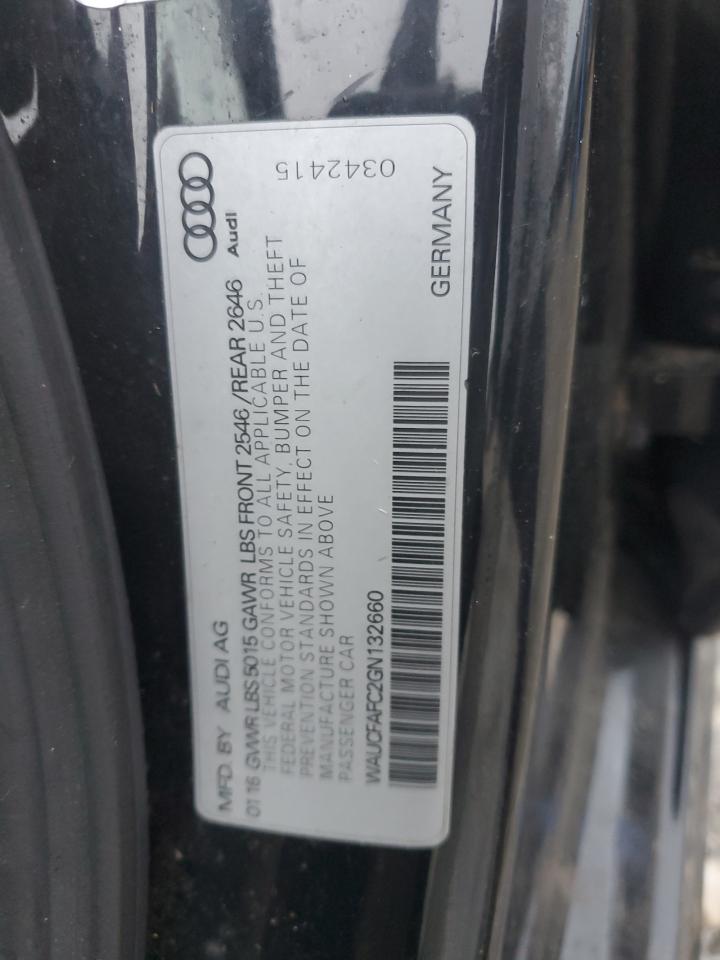 MFD. BY AUDI AG
Audi
01 16 GVWR LBS 5015 GAWR LBS FRONT 2546 /REAR 2646
THIS VEHICLE CONFORMS TO ALL APPLICABLE U.S.
FEDERAL MOTOR VEHICLE SAFETY, BUMPER AND THEFT
PREVENTION STANDARDS IN EFFECT ON THE DATE OF
MANUFACTURE SHOWN ABOVE
PASSENGER CAR
0342415
WAUCFAFC2GN132660
GERMANY